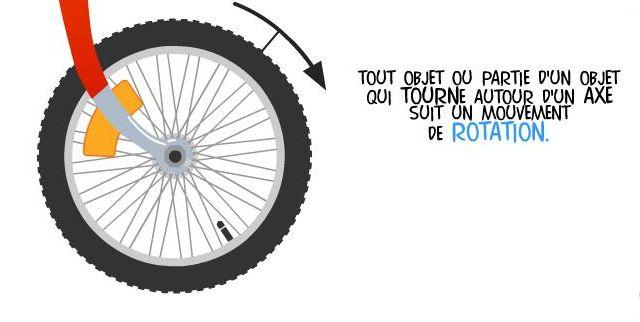 TOUT OBJET OU PARTIE D'UN OBJET
QUI TOURNE AUTOUR D'UN AXE
SUIT UN MOUVEMENT
DE ROTATION.